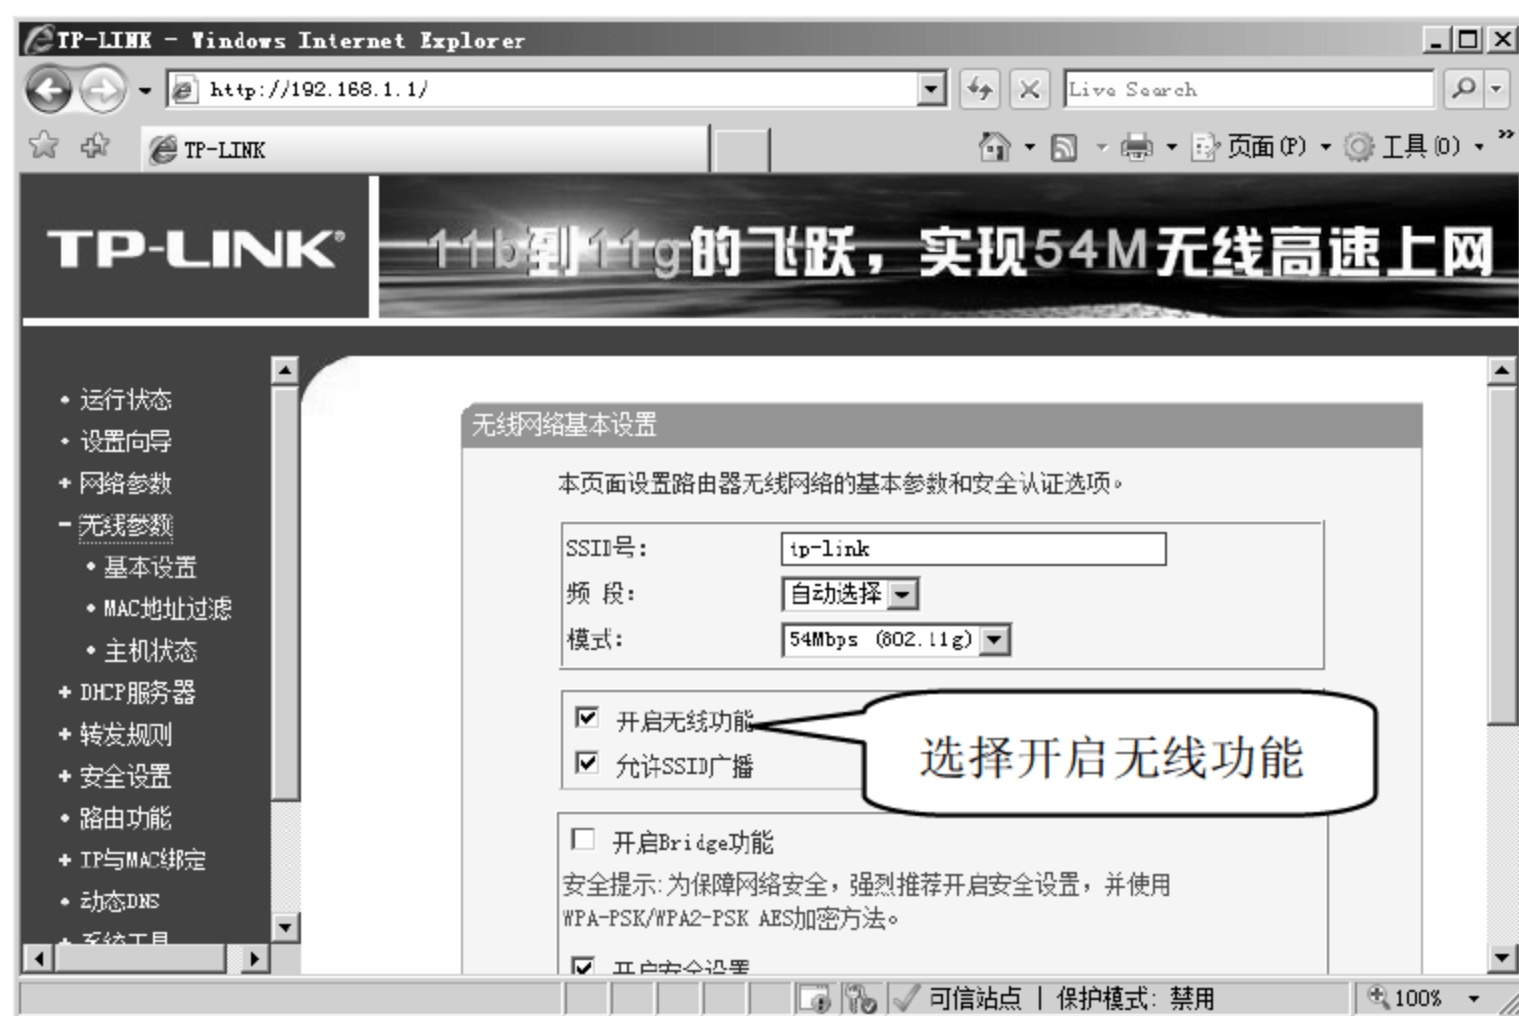 TP-LINK - Windows Internet Explorer
http://192.168.1.1/
Live Search
TP-LINK
页面(P)
工具(O)
TP-LINK®
11b到11g的飞跃，实现54M无线高速上网
• 运行状态
• 设置向导
+ 网络参数
- 无线参数
• 基本设置
• MAC地址过滤
• 主机状态
+ DHCP服务器
+ 转发规则
+ 安全设置
• 路由功能
+ IP与MAC绑定
• 动态DNS
+ 系统工具
无线网络基本设置
本页面设置路由器无线网络的基本参数和安全认证选项。
SSID号： tp-link
频 段： 自动选择
模式： 54Mbps (802.11g)
开启无线功能
选择开启无线功能
允许SSID广播
开启Bridge功能
安全提示:为保障网络安全，强烈推荐开启安全设置，并使用
WPA-PSK/WPA2-PSK AES加密方法。
开启安全设置
可信站点 | 保护模式: 禁用
100%